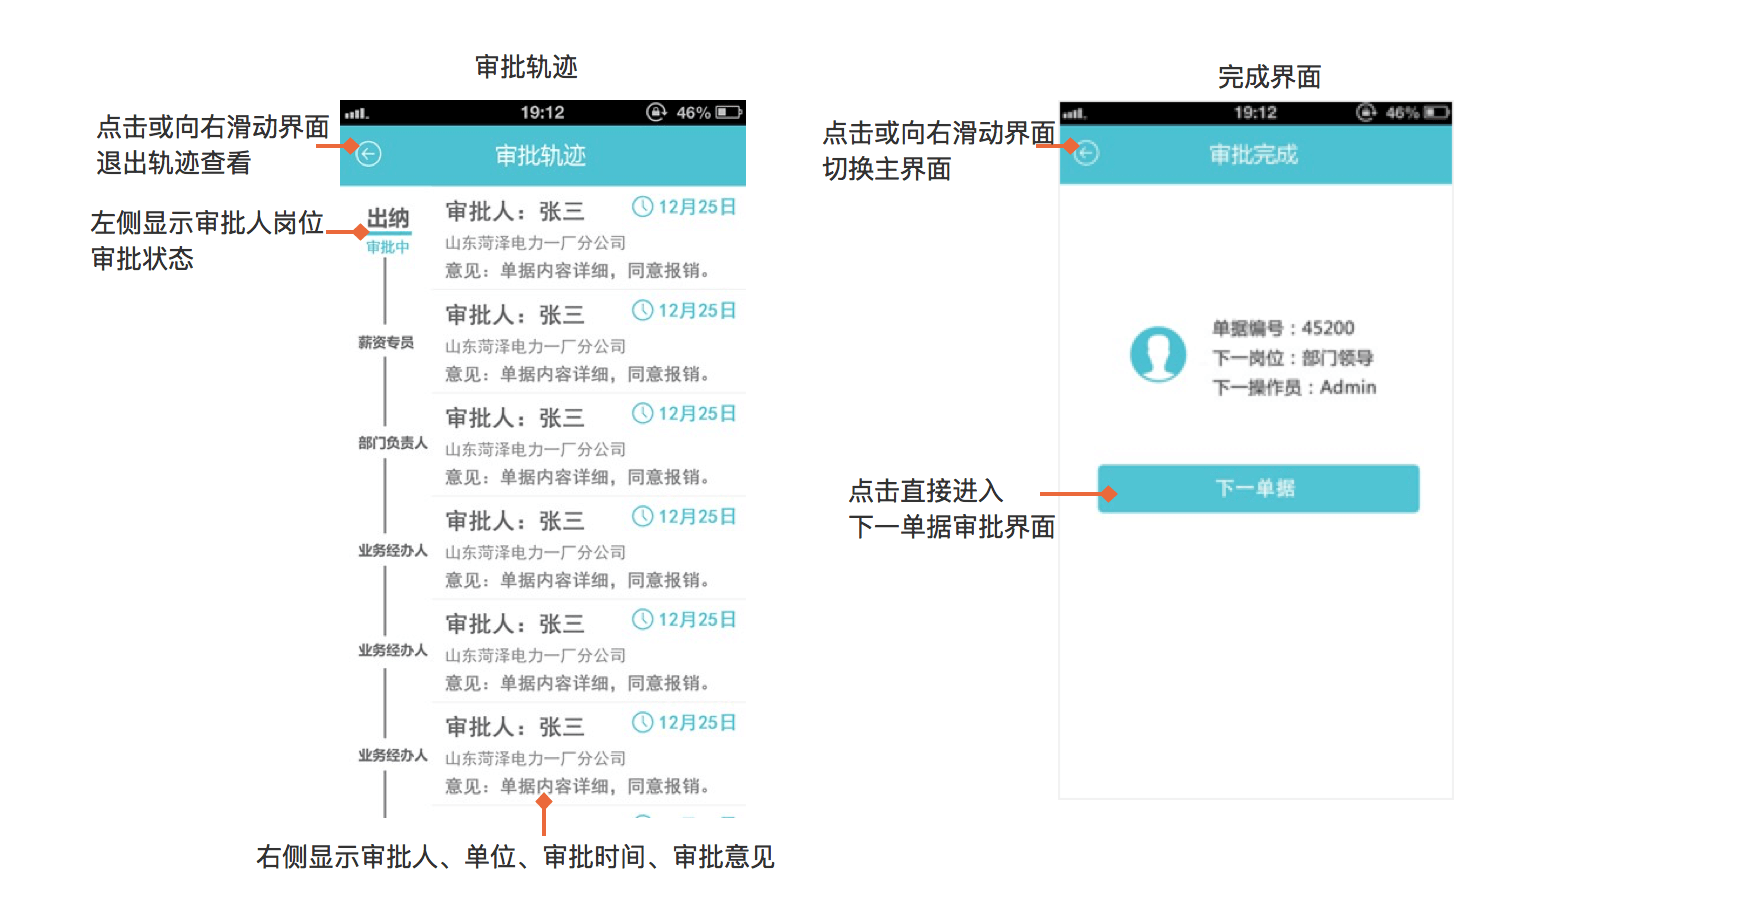 审批轨迹
点击或向右滑动界面
退出轨迹查看
左侧显示审批人岗位
审批状态
19:12
46%
审批轨迹
出纳
审批中
审批人：张三
12月25日
山东菏泽电力一厂分公司
意见：单据内容详细，同意报销。
薪资专员
审批人：张三
12月25日
山东菏泽电力一厂分公司
意见：单据内容详细，同意报销。
部门负责人
审批人：张三
12月25日
山东菏泽电力一厂分公司
意见：单据内容详细，同意报销。
业务经办人
审批人：张三
12月25日
山东菏泽电力一厂分公司
意见：单据内容详细，同意报销。
业务经办人
审批人：张三
12月25日
山东菏泽电力一厂分公司
意见：单据内容详细，同意报销。
业务经办人
审批人：张三
12月25日
山东菏泽电力一厂分公司
意见：单据内容详细，同意报销。
右侧显示审批人、单位、审批时间、审批意见
完成界面
点击或向右滑动界面
切换主界面
19:12
46%
审批完成
单据编号：45200
下一岗位：部门领导
下一操作员：Admin
点击直接进入
下一单据审批界面
下一单据